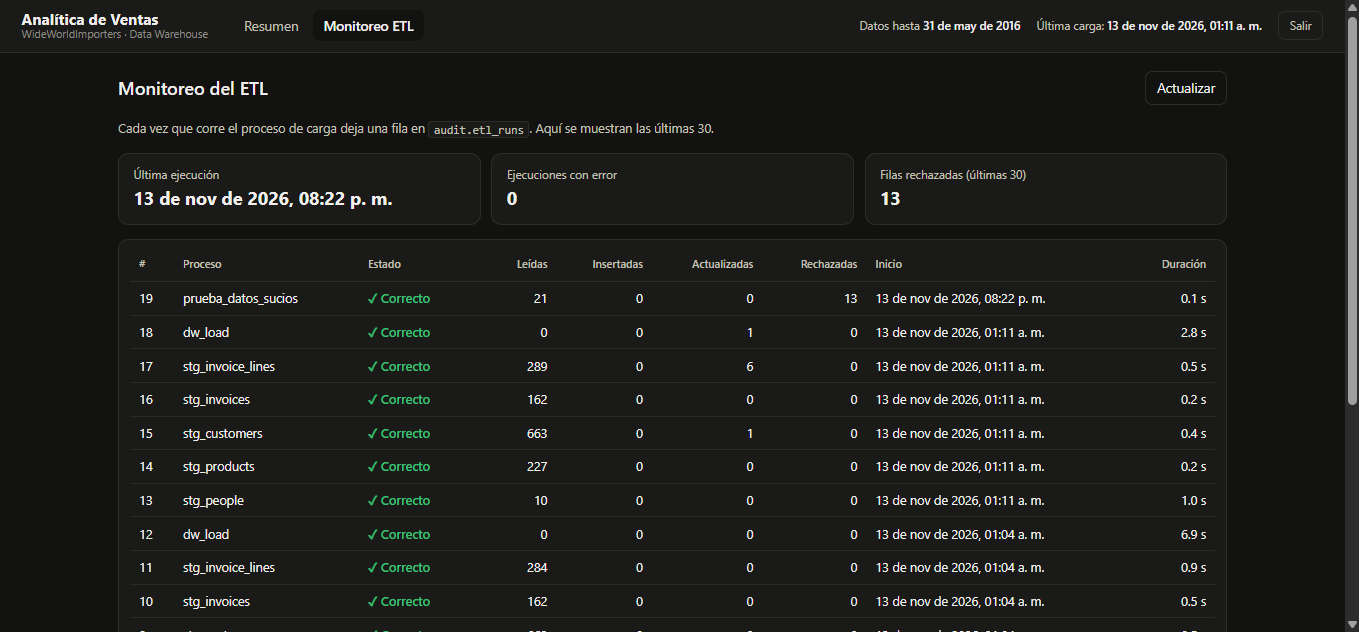 Analítica de Ventas
WideWorldImporters · Data Warehouse
Resumen
Monitoreo ETL
Datos hasta 31 de may de 2016
Última carga: 13 de nov de 2026, 01:11 a. m.
Salir
Monitoreo del ETL
Actualizar
Cada vez que corre el proceso de carga deja una fila en audit.etl_runs. Aquí se muestran las últimas 30.
Última ejecución
13 de nov de 2026, 08:22 p. m.
Ejecuciones con error
0
Filas rechazadas (últimas 30)
13
# Proceso Estado Leídas Insertadas Actualizadas Rechazadas Inicio Duración
19 prueba_datos_sucios ✓ Correcto 21 0 0 13 13 de nov de 2026, 08:22 p. m. 0.1 s
18 dw_load ✓ Correcto 0 0 1 0 13 de nov de 2026, 01:11 a. m. 2.8 s
17 stg_invoice_lines ✓ Correcto 289 0 6 0 13 de nov de 2026, 01:11 a. m. 0.5 s
16 stg_invoices ✓ Correcto 162 0 0 0 13 de nov de 2026, 01:11 a. m. 0.2 s
15 stg_customers ✓ Correcto 663 0 1 0 13 de nov de 2026, 01:11 a. m. 0.4 s
14 stg_products ✓ Correcto 227 0 0 0 13 de nov de 2026, 01:11 a. m. 0.2 s
13 stg_people ✓ Correcto 10 0 0 0 13 de nov de 2026, 01:11 a. m. 1.0 s
12 dw_load ✓ Correcto 0 0 0 0 13 de nov de 2026, 01:04 a. m. 6.9 s
11 stg_invoice_lines ✓ Correcto 284 0 0 0 13 de nov de 2026, 01:04 a. m. 0.9 s
10 stg_invoices ✓ Correcto 162 0 0 0 13 de nov de 2026, 01:04 a. m. 0.5 s